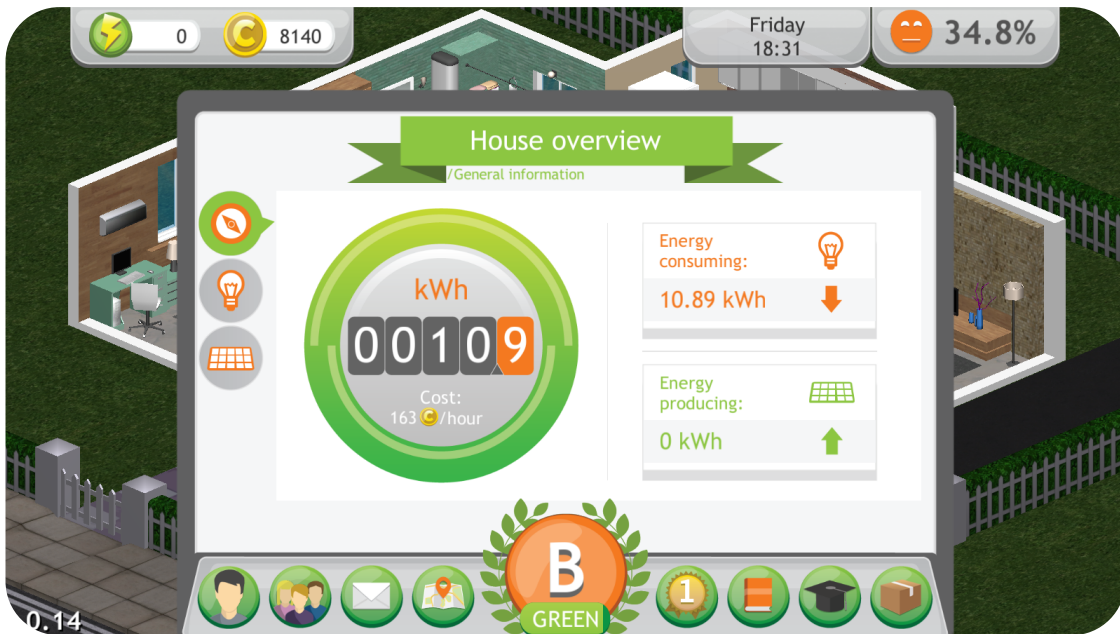 0
C
8140
Friday
18:31
34.8%
House overview
/General information
kWh
00109
Cost:
163 C/hour
Energy
consuming:
10.89 kWh
Energy
producing:
0 kWh
B
GREEN
1
0.14